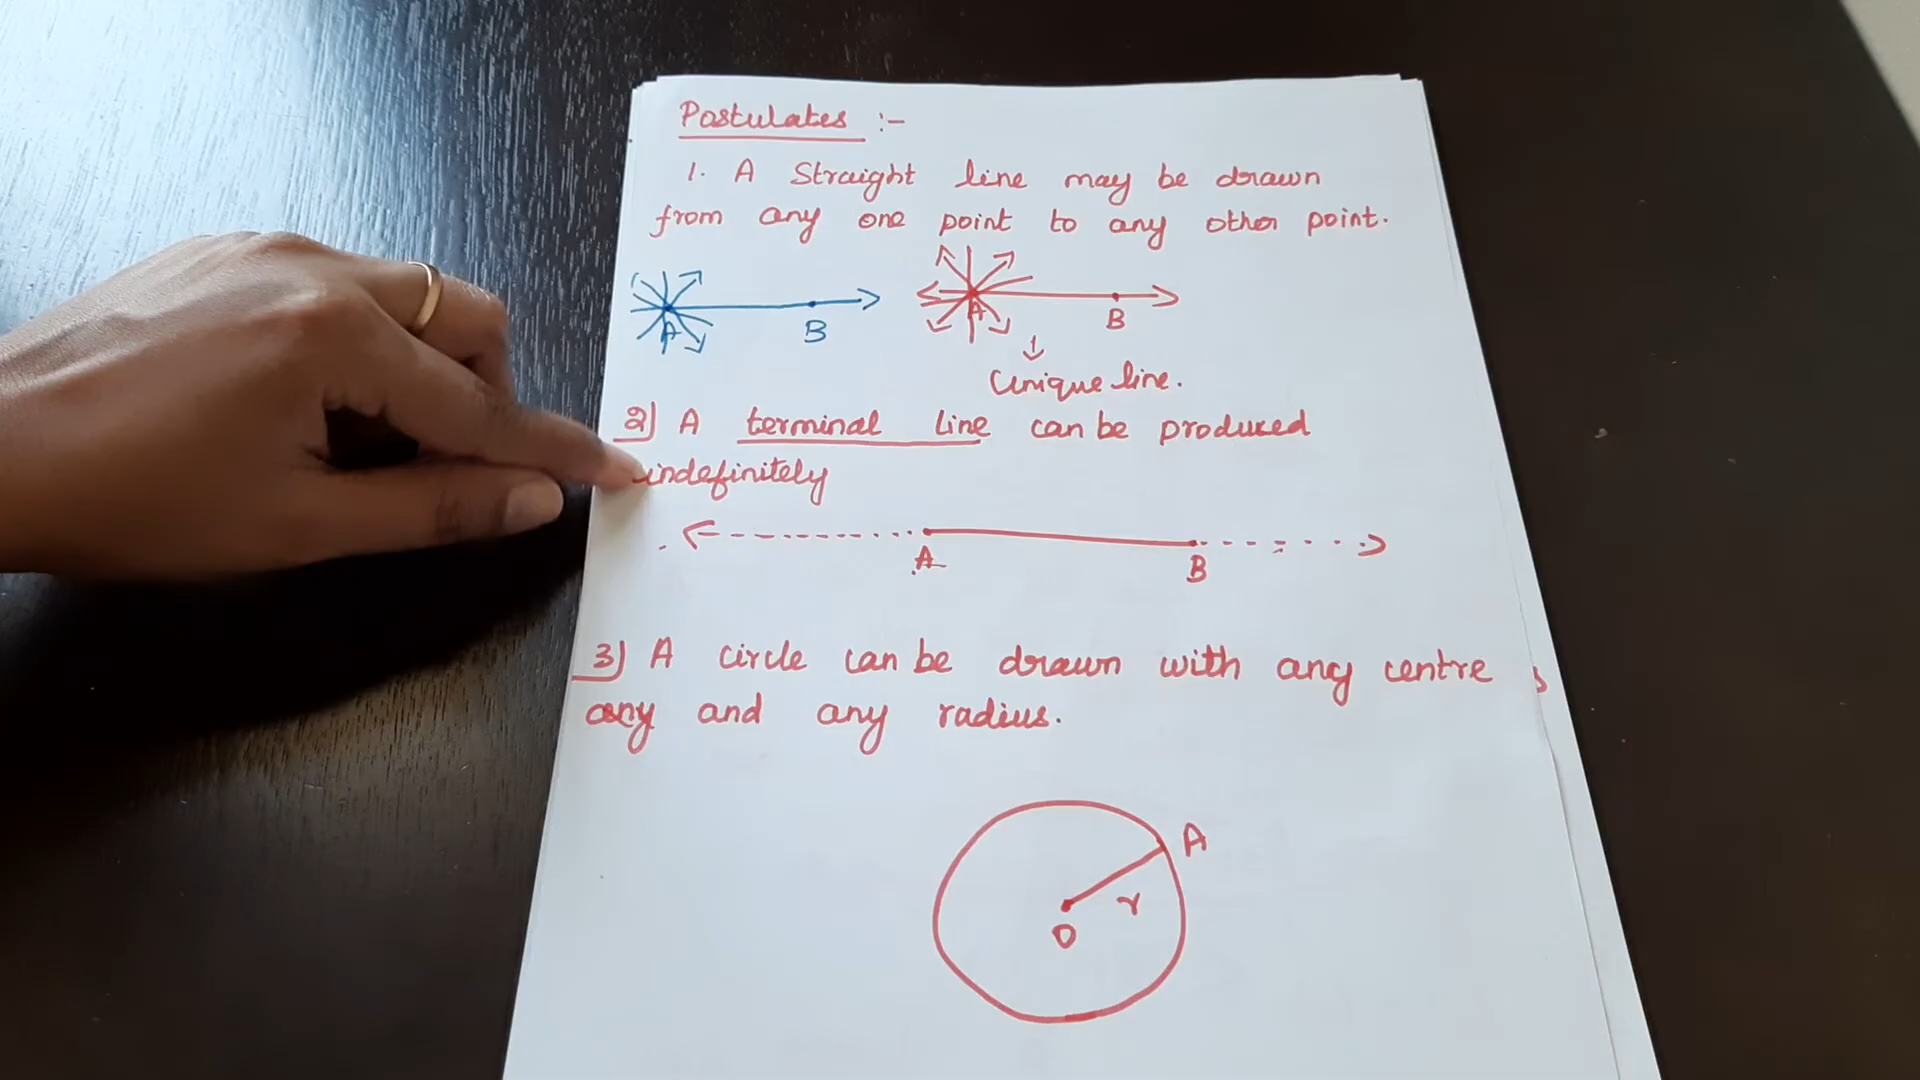 Postulates :-
1. A Straight line may be drawn
from any one point to any other point.
A B A B
Unique line.
2) A terminal line can be produced
indefinitely
A B
3) A circle can be drawn with any centre
and any radius.
A
r
O